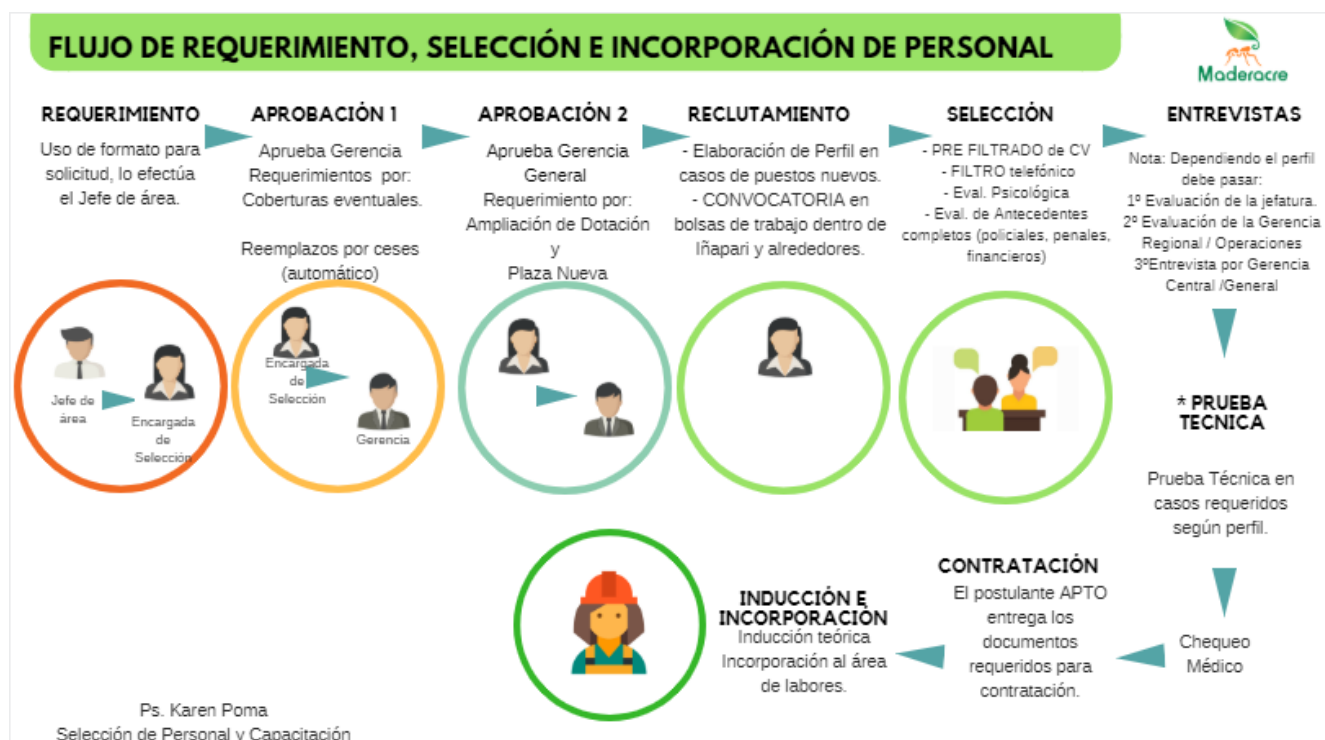 FLUJO DE REQUERIMIENTO, SELECCIÓN E INCORPORACIÓN DE PERSONAL
Maderacre
REQUERIMIENTO
Uso de formato para
solicitud, lo efectúa
el Jefe de área.
Jefe de
área
Encargada
de
Selección
APROBACIÓN 1
Aprueba Gerencia
Requerimientos por:
Coberturas eventuales.
Reemplazos por ceses
(automático)
Encargada
de
Selección
Gerencia
APROBACIÓN 2
Aprueba Gerencia
General
Requerimiento por:
Ampliación de Dotación
y
Plaza Nueva
RECLUTAMIENTO
- Elaboración de Perfil en
casos de puestos nuevos.
- CONVOCATORIA en
bolsas de trabajo dentro de
Iñapari y alrededores.
SELECCIÓN
- PRE FILTRADO de CV
- FILTRO telefónico
- Eval. Psicológica
- Eval. de Antecedentes
completos (policiales, penales,
financieros)
ENTREVISTAS
Nota: Dependiendo el perfil
debe pasar:
1º Evaluación de la jefatura.
2º Evaluación de la Gerencia
Regional / Operaciones
3ºEntrevista por Gerencia
Central /General
* PRUEBA
TECNICA
Prueba Técnica en
casos requeridos
según perfil.
Chequeo
Médico
CONTRATACIÓN
El postulante APTO
entrega los
documentos
requeridos para
contratación.
INDUCCIÓN E
INCORPORACIÓN
Inducción teórica
Incorporación al área
de labores.
Ps. Karen Poma
Selección de Personal y Capacitación